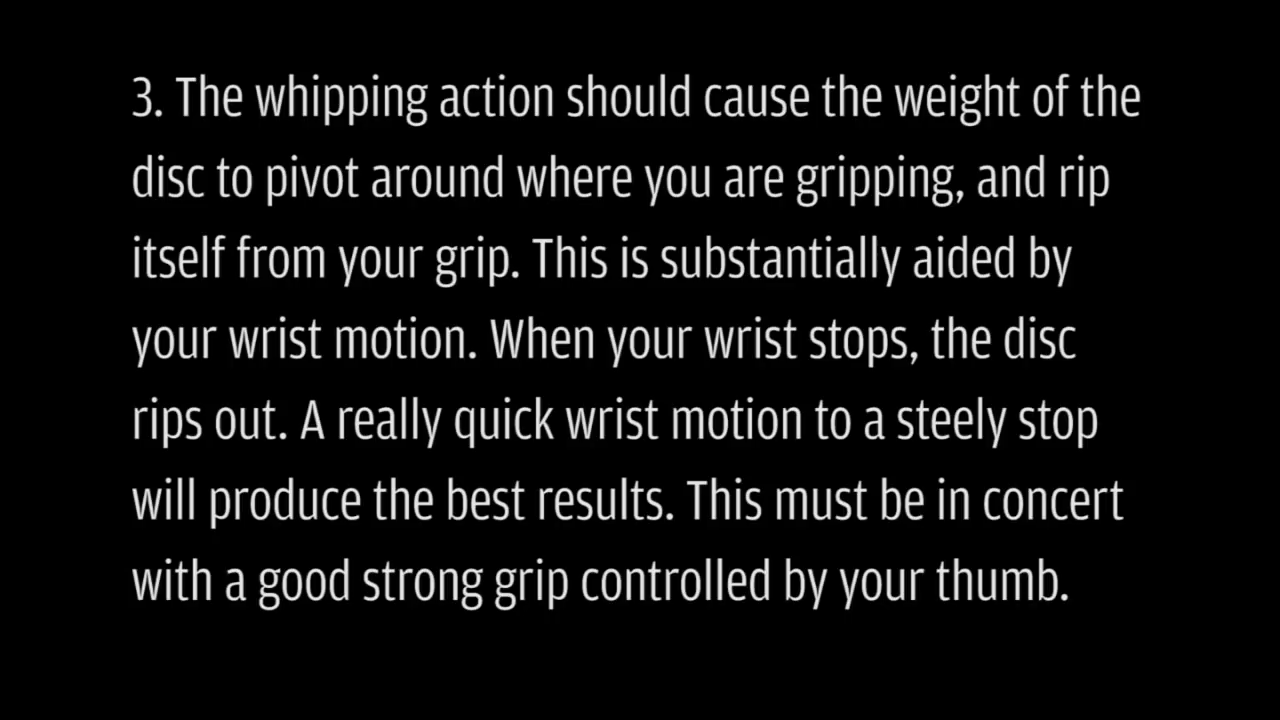 3. The whipping action should cause the weight of the
disc to pivot around where you are gripping, and rip
itself from your grip. This is substantially aided by
your wrist motion. When your wrist stops, the disc
rips out. A really quick wrist motion to a steely stop
will produce the best results. This must be in concert
with a good strong grip controlled by your thumb.